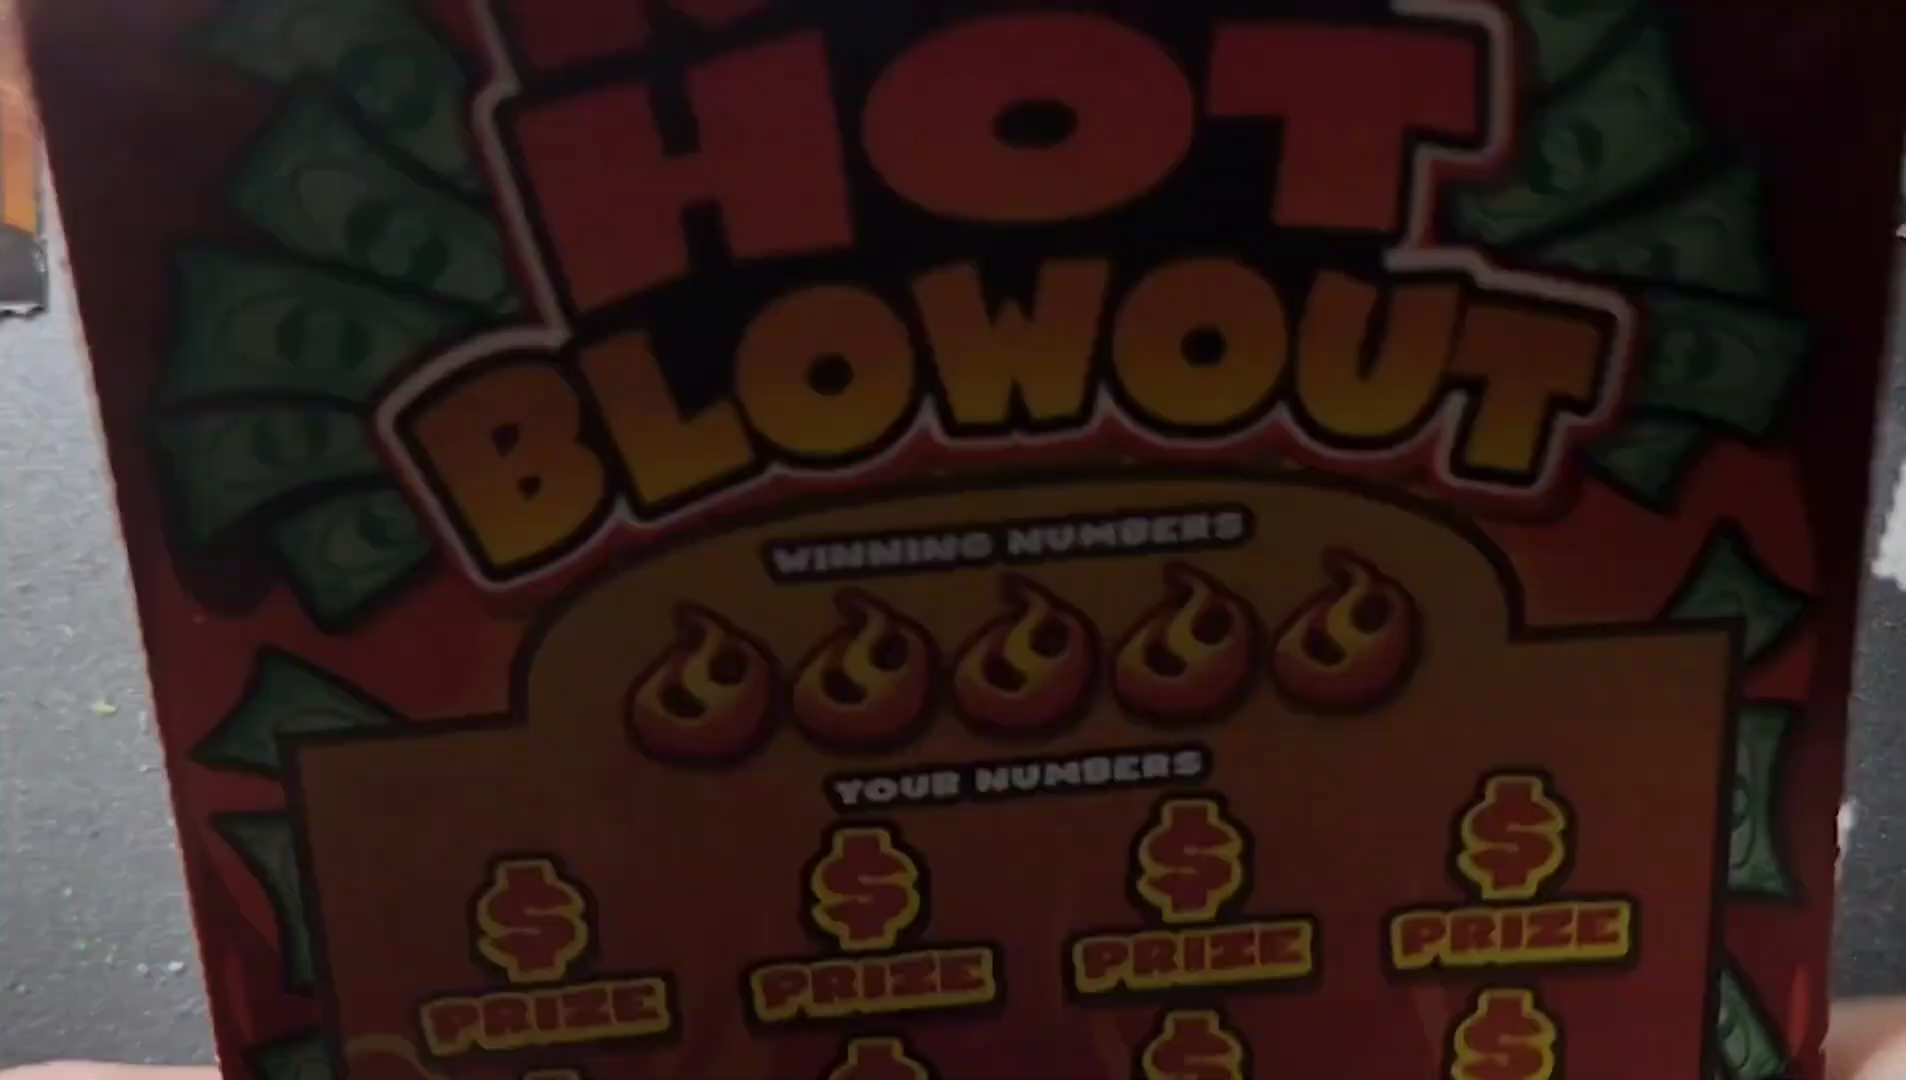 HOT
BLOWOUT
WINNING NUMBERS
YOUR NUMBERS
$ $ $ $
PRIZE PRIZE PRIZE PRIZE
$ $ $